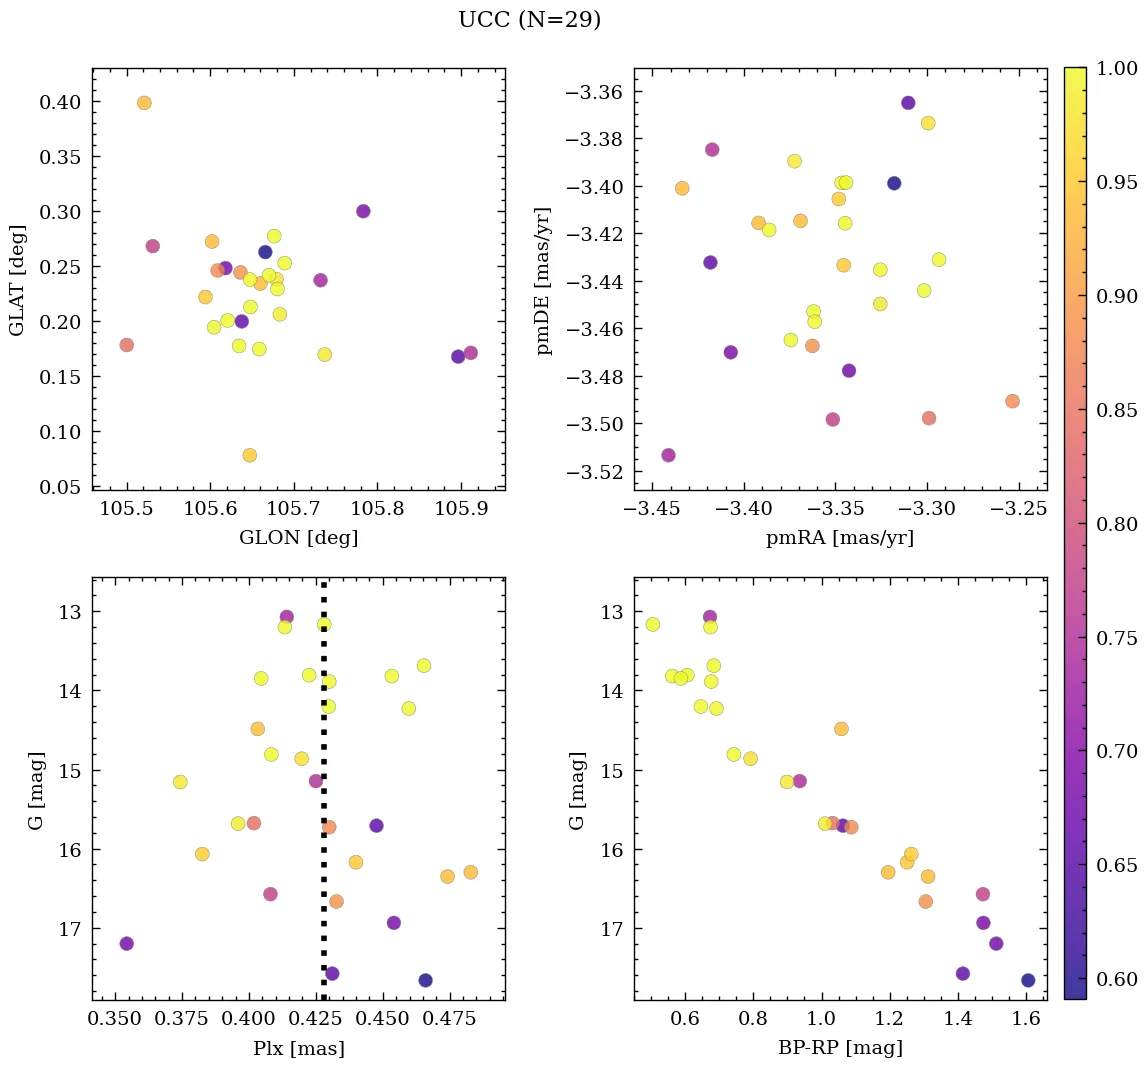 UCC (N=29)
0.40
0.35
0.30
0.25
0.20
0.15
0.10
0.05
GLAT [deg]
105.5 105.6 105.7 105.8 105.9
GLON [deg]
−3.36
−3.38
−3.40
−3.42
−3.44
−3.46
−3.48
−3.50
−3.52
pmDE [mas/yr]
−3.45 −3.40 −3.35 −3.30 −3.25
pmRA [mas/yr]
13
14
15
16
17
G [mag]
0.350 0.375 0.400 0.425 0.450 0.475
Plx [mas]
13
14
15
16
17
G [mag]
0.6 0.8 1.0 1.2 1.4 1.6
BP-RP [mag]
1.00
0.95
0.90
0.85
0.80
0.75
0.70
0.65
0.60